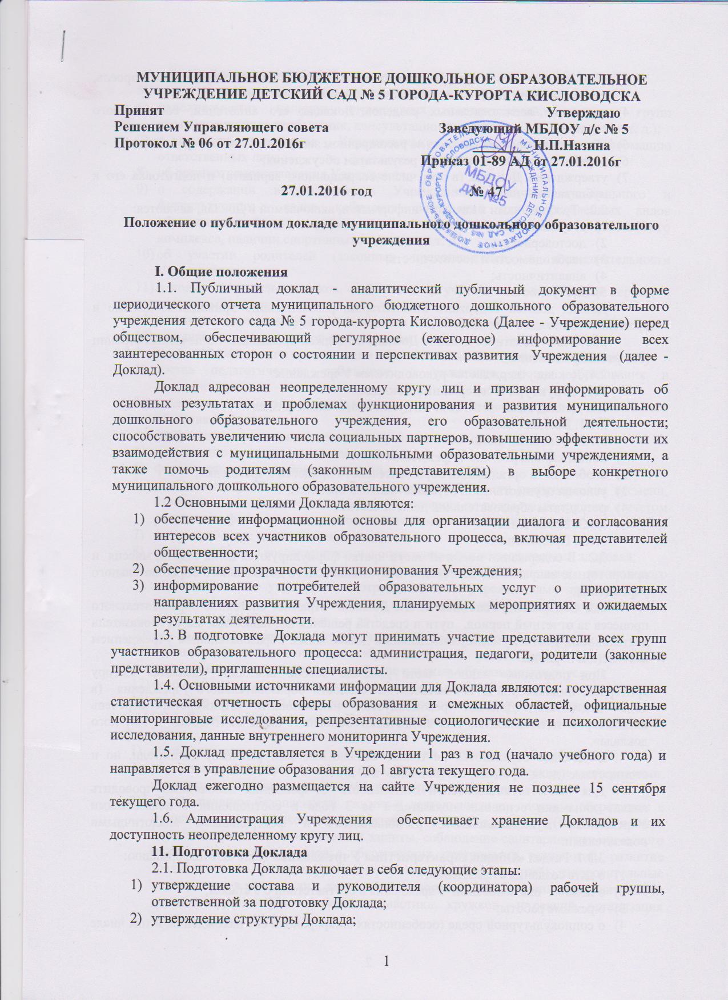 МУНИЦИПАЛЬНОЕ БЮДЖЕТНОЕ ДОШКОЛЬНОЕ ОБРАЗОВАТЕЛЬНОЕ
УЧРЕЖДЕНИЕ ДЕТСКИЙ САД № 5 ГОРОДА-КУРОРТА КИСЛОВОДСКА
Принят Утверждаю
Решением Управляющего совета Заведующий МБДОУ д/с № 5
Протокол № 06 от 27.01.2016г Н.П.Назина
Приказ 01-89 АД от 27.01.2016г
МБДОУ
д/с №5
27.01.2016 год № 47
Положение о публичном докладе муниципального дошкольного образовательного
учреждения
I. Общие положения
1.1. Публичный доклад - аналитический публичный документ в форме
периодического отчета муниципального бюджетного дошкольного образовательного
учреждения детского сада № 5 города-курорта Кисловодска (Далее - Учреждение) перед
обществом, обеспечивающий регулярное (ежегодное) информирование всех
заинтересованных сторон о состоянии и перспективах развития Учреждения (далее -
Доклад).
Доклад адресован неопределенному кругу лиц и призван информировать об
основных результатах и проблемах функционирования и развития муниципального
дошкольного образовательного учреждения, его образовательной деятельности;
способствовать увеличению числа социальных партнеров, повышению эффективности их
взаимодействия с муниципальными дошкольными образовательными учреждениями, а
также помочь родителям (законным представителям) в выборе конкретного
муниципального дошкольного образовательного учреждения.
1.2 Основными целями Доклада являются:
1) обеспечение информационной основы для организации диалога и согласования
интересов всех участников образовательного процесса, включая представителей
общественности;
2) обеспечение прозрачности функционирования Учреждения;
3) информирование потребителей образовательных услуг о приоритетных
направлениях развития Учреждения, планируемых мероприятиях и ожидаемых
результатах деятельности.
1.3. В подготовке Доклада могут принимать участие представители всех групп
участников образовательного процесса: администрация, педагоги, родители (законные
представители), приглашенные специалисты.
1.4. Основными источниками информации для Доклада являются: государственная
статистическая отчетность сферы образования и смежных областей, официальные
мониторинговые исследования, репрезентативные социологические и психологические
исследования, данные внутреннего мониторинга Учреждения.
1.5. Доклад представляется в Учреждении 1 раз в год (начало учебного года) и
направляется в управление образования до 1 августа текущего года.
Доклад ежегодно размещается на сайте Учреждения не позднее 15 сентября
текущего года.
1.6. Администрация Учреждения обеспечивает хранение Докладов и их
доступность неопределенному кругу лиц.
11. Подготовка Доклада
2.1. Подготовка Доклада включает в себя следующие этапы:
1) утверждение состава и руководителя (координатора) рабочей группы,
ответственной за подготовку Доклада;
2) утверждение структуры Доклада;
1